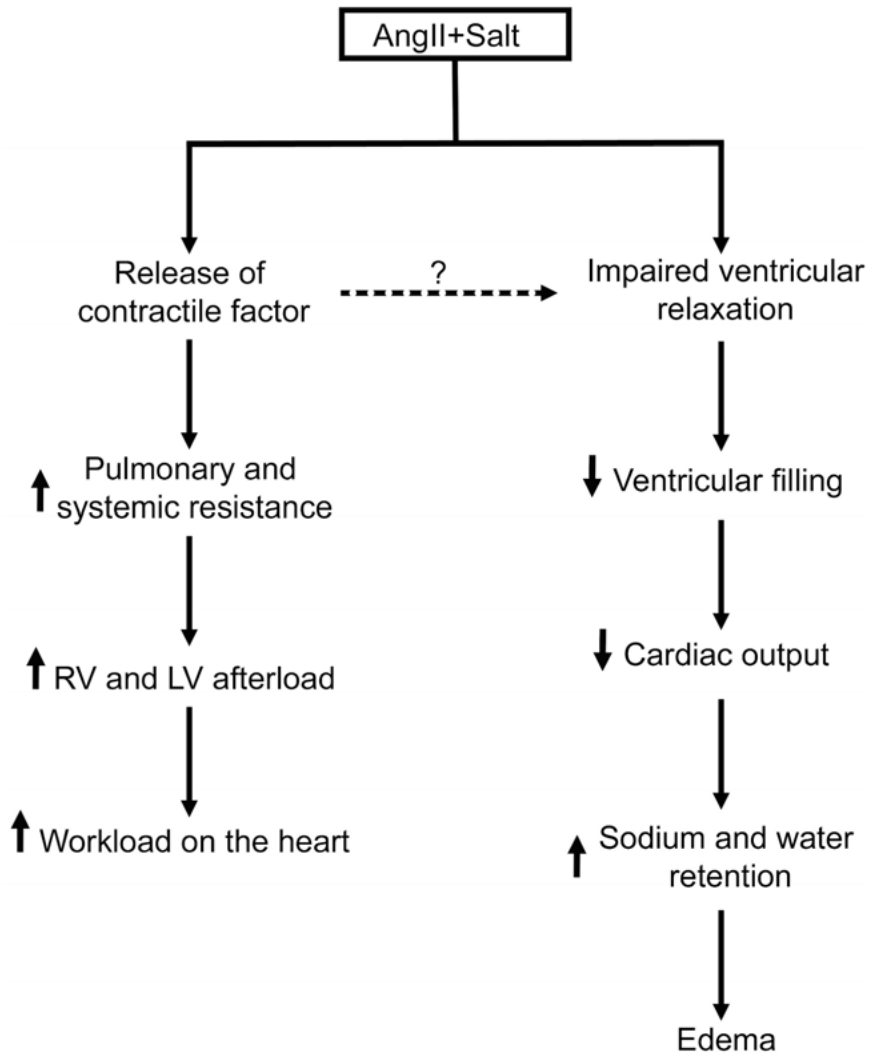 AngII+Salt
Release of
contractile factor
?
Impaired ventricular
relaxation
Pulmonary and
systemic resistance
Ventricular filling
RV and LV afterload
Cardiac output
Workload on the heart
Sodium and water
retention
Edema